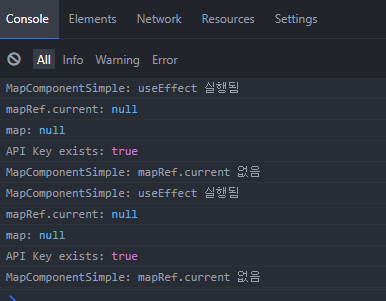 Console Elements Network Resources Settings
All Info Warning Error
MapComponentSimple: useEffect 실행됨
mapRef.current: null
map: null
API Key exists: true
MapComponentSimple: mapRef.current 없음
MapComponentSimple: useEffect 실행됨
mapRef.current: null
map: null
API Key exists: true
MapComponentSimple: mapRef.current 없음